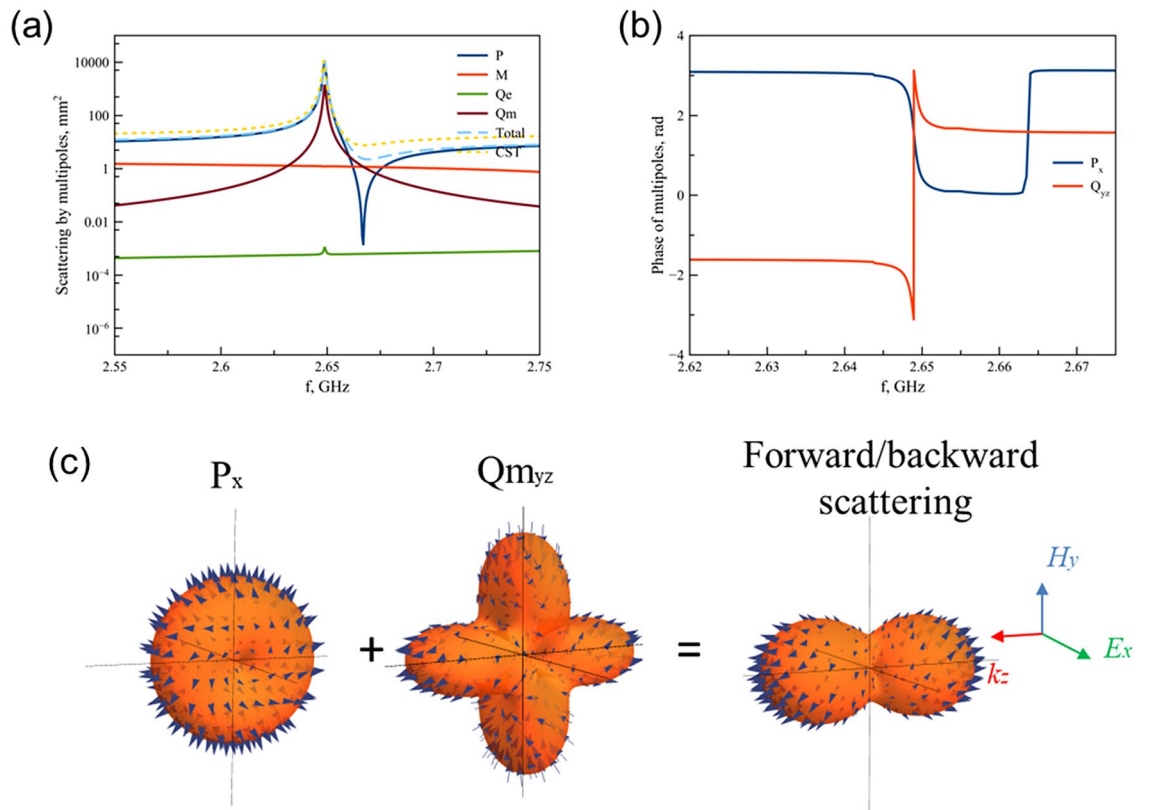 (a)
Scattering by multipoles, mm²
10000
100
1
0.01
10⁻⁴
10⁻⁶
P
M
Qe
Qm
Total
CST
2.55
2.6
2.65
2.7
2.75
f, GHz
(b)
Phase of multipoles, rad
4
2
0
−2
−4
Pₓ
Q_yz
2.62
2.63
2.64
2.65
2.66
2.67
f, GHz
(c)
Pₓ
Qm_yz
Forward/backward
scattering
+
=
Hy
Ex
kz